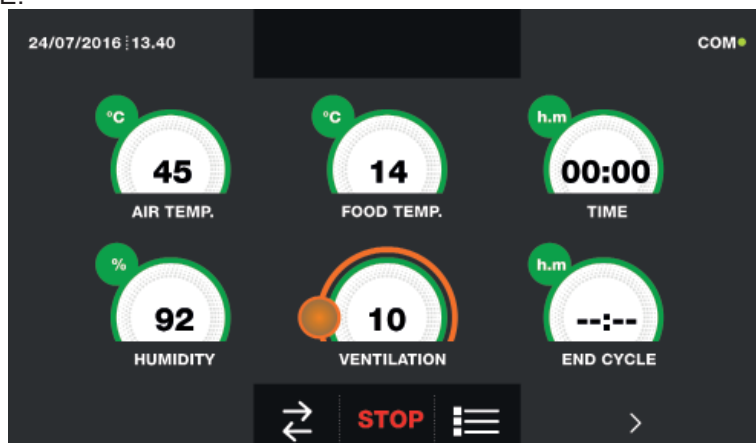 E.
24/07/2016 13.40
COM
°C °C h.m
45 14 00:00
AIR TEMP. FOOD TEMP. TIME
% h.m
92 10 --:--
HUMIDITY VENTILATION END CYCLE
STOP